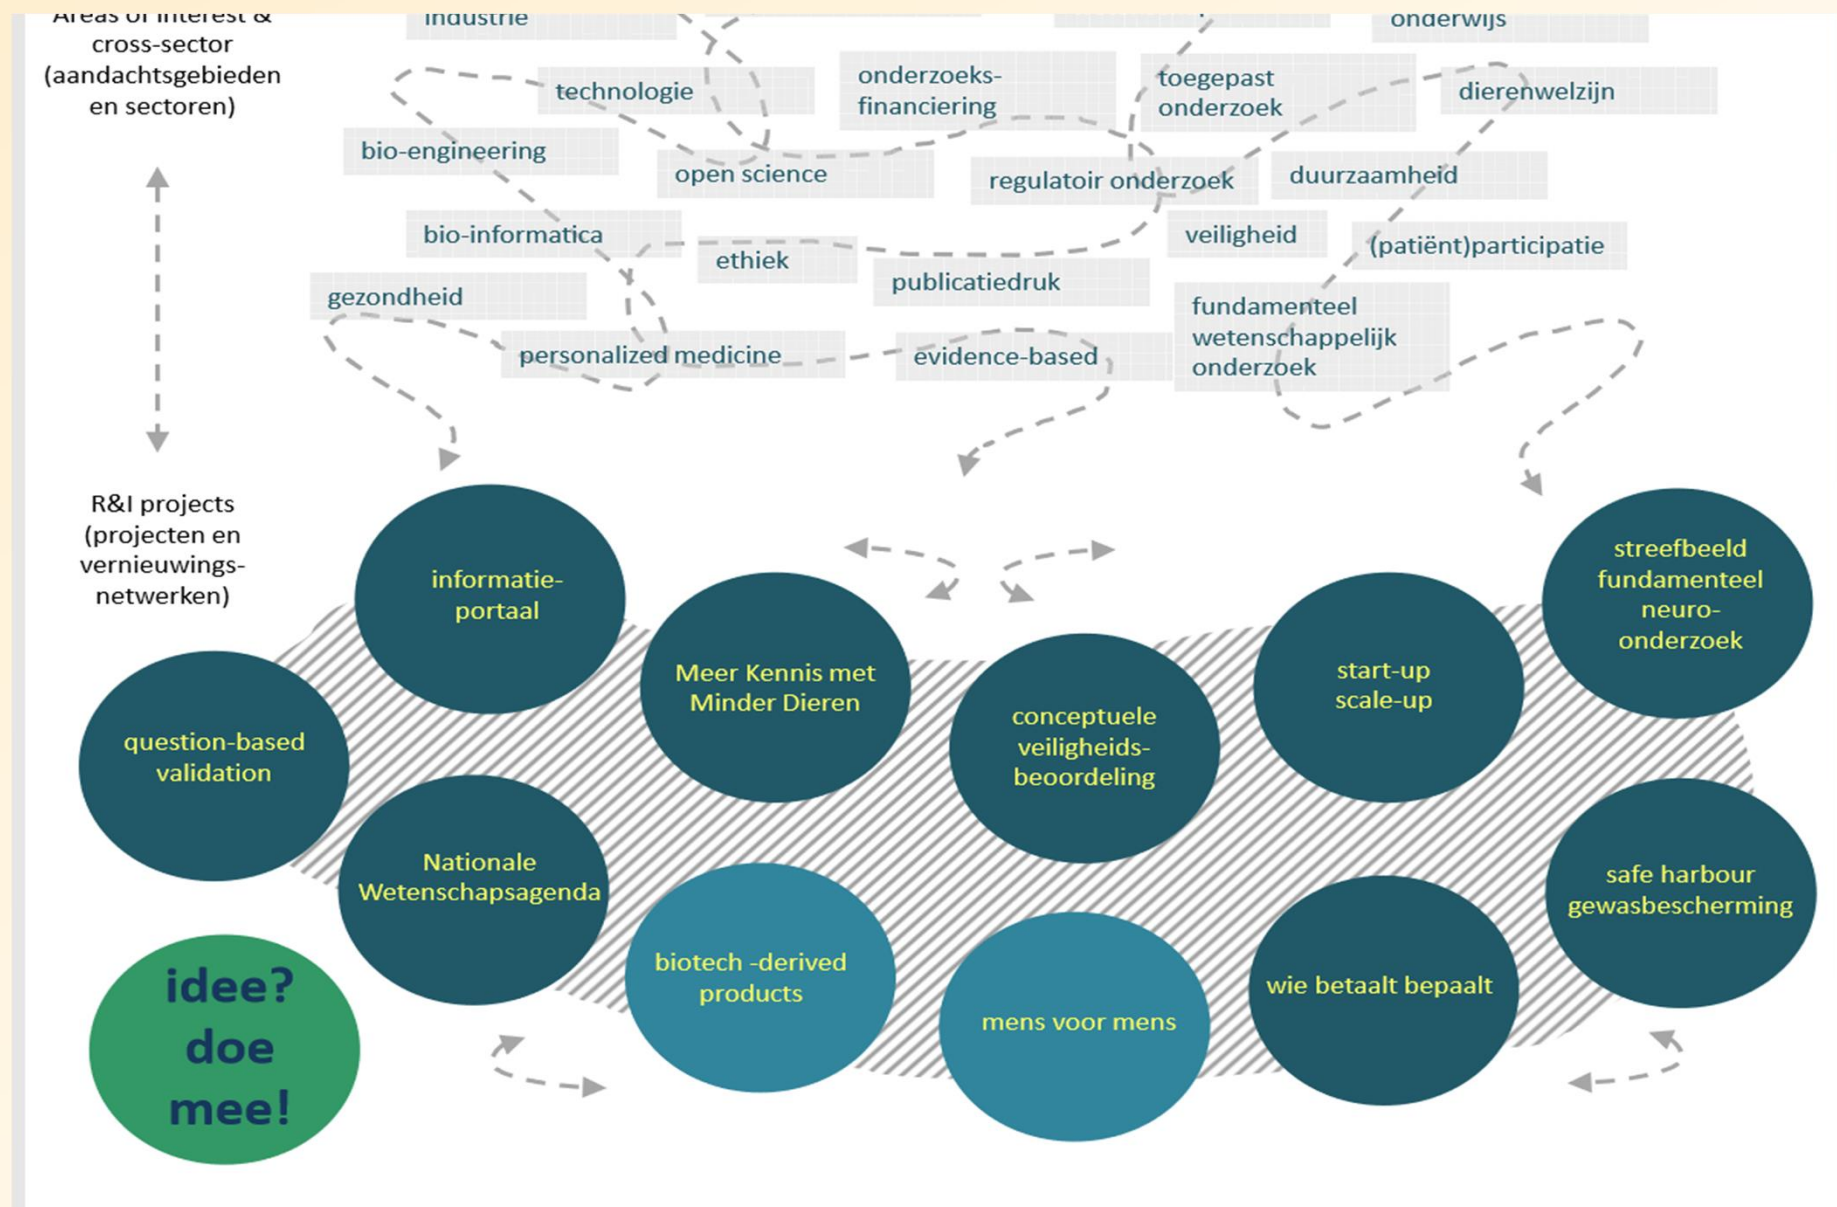 Areas of interest &
cross-sector
(aandachtsgebieden
en sectoren)
industrie
onderwijs
technologie
onderzoeks-
financiering
toegepast
onderzoek
dierenwelzijn
bio-engineering
open science
regulatoir onderzoek
duurzaamheid
bio-informatica
ethiek
veiligheid
(patiënt)participatie
gezondheid
publicatiedruk
fundamenteel
wetenschappelijk
onderzoek
personalized medicine
evidence-based
R&I projects
(projecten en
vernieuwings-
netwerken)
informatie-
portaal
streefbeeld
fundamenteel
neuro-
onderzoek
Meer Kennis met
Minder Dieren
start-up
scale-up
conceptuele
veiligheids-
beoordeling
question-based
validation
Nationale
Wetenschapsagenda
safe harbour
gewasbescherming
biotech -derived
products
wie betaalt bepaalt
mens voor mens
idee?
doe
mee!